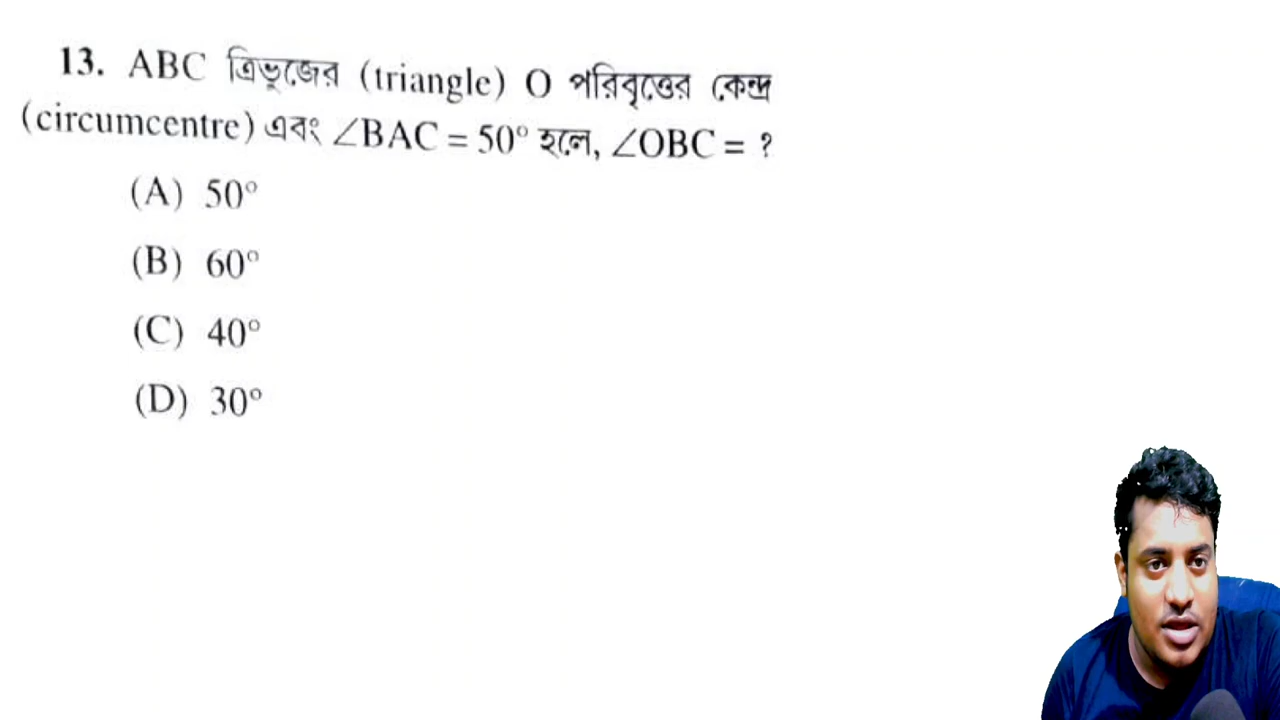 13. ABC ত্রিভূজের (triangle) O পরিবৃত্তের কেন্দ্র
(circumcentre) এবং ∠BAC = 50° হলে, ∠OBC = ?
(A) 50°
(B) 60°
(C) 40°
(D) 30°